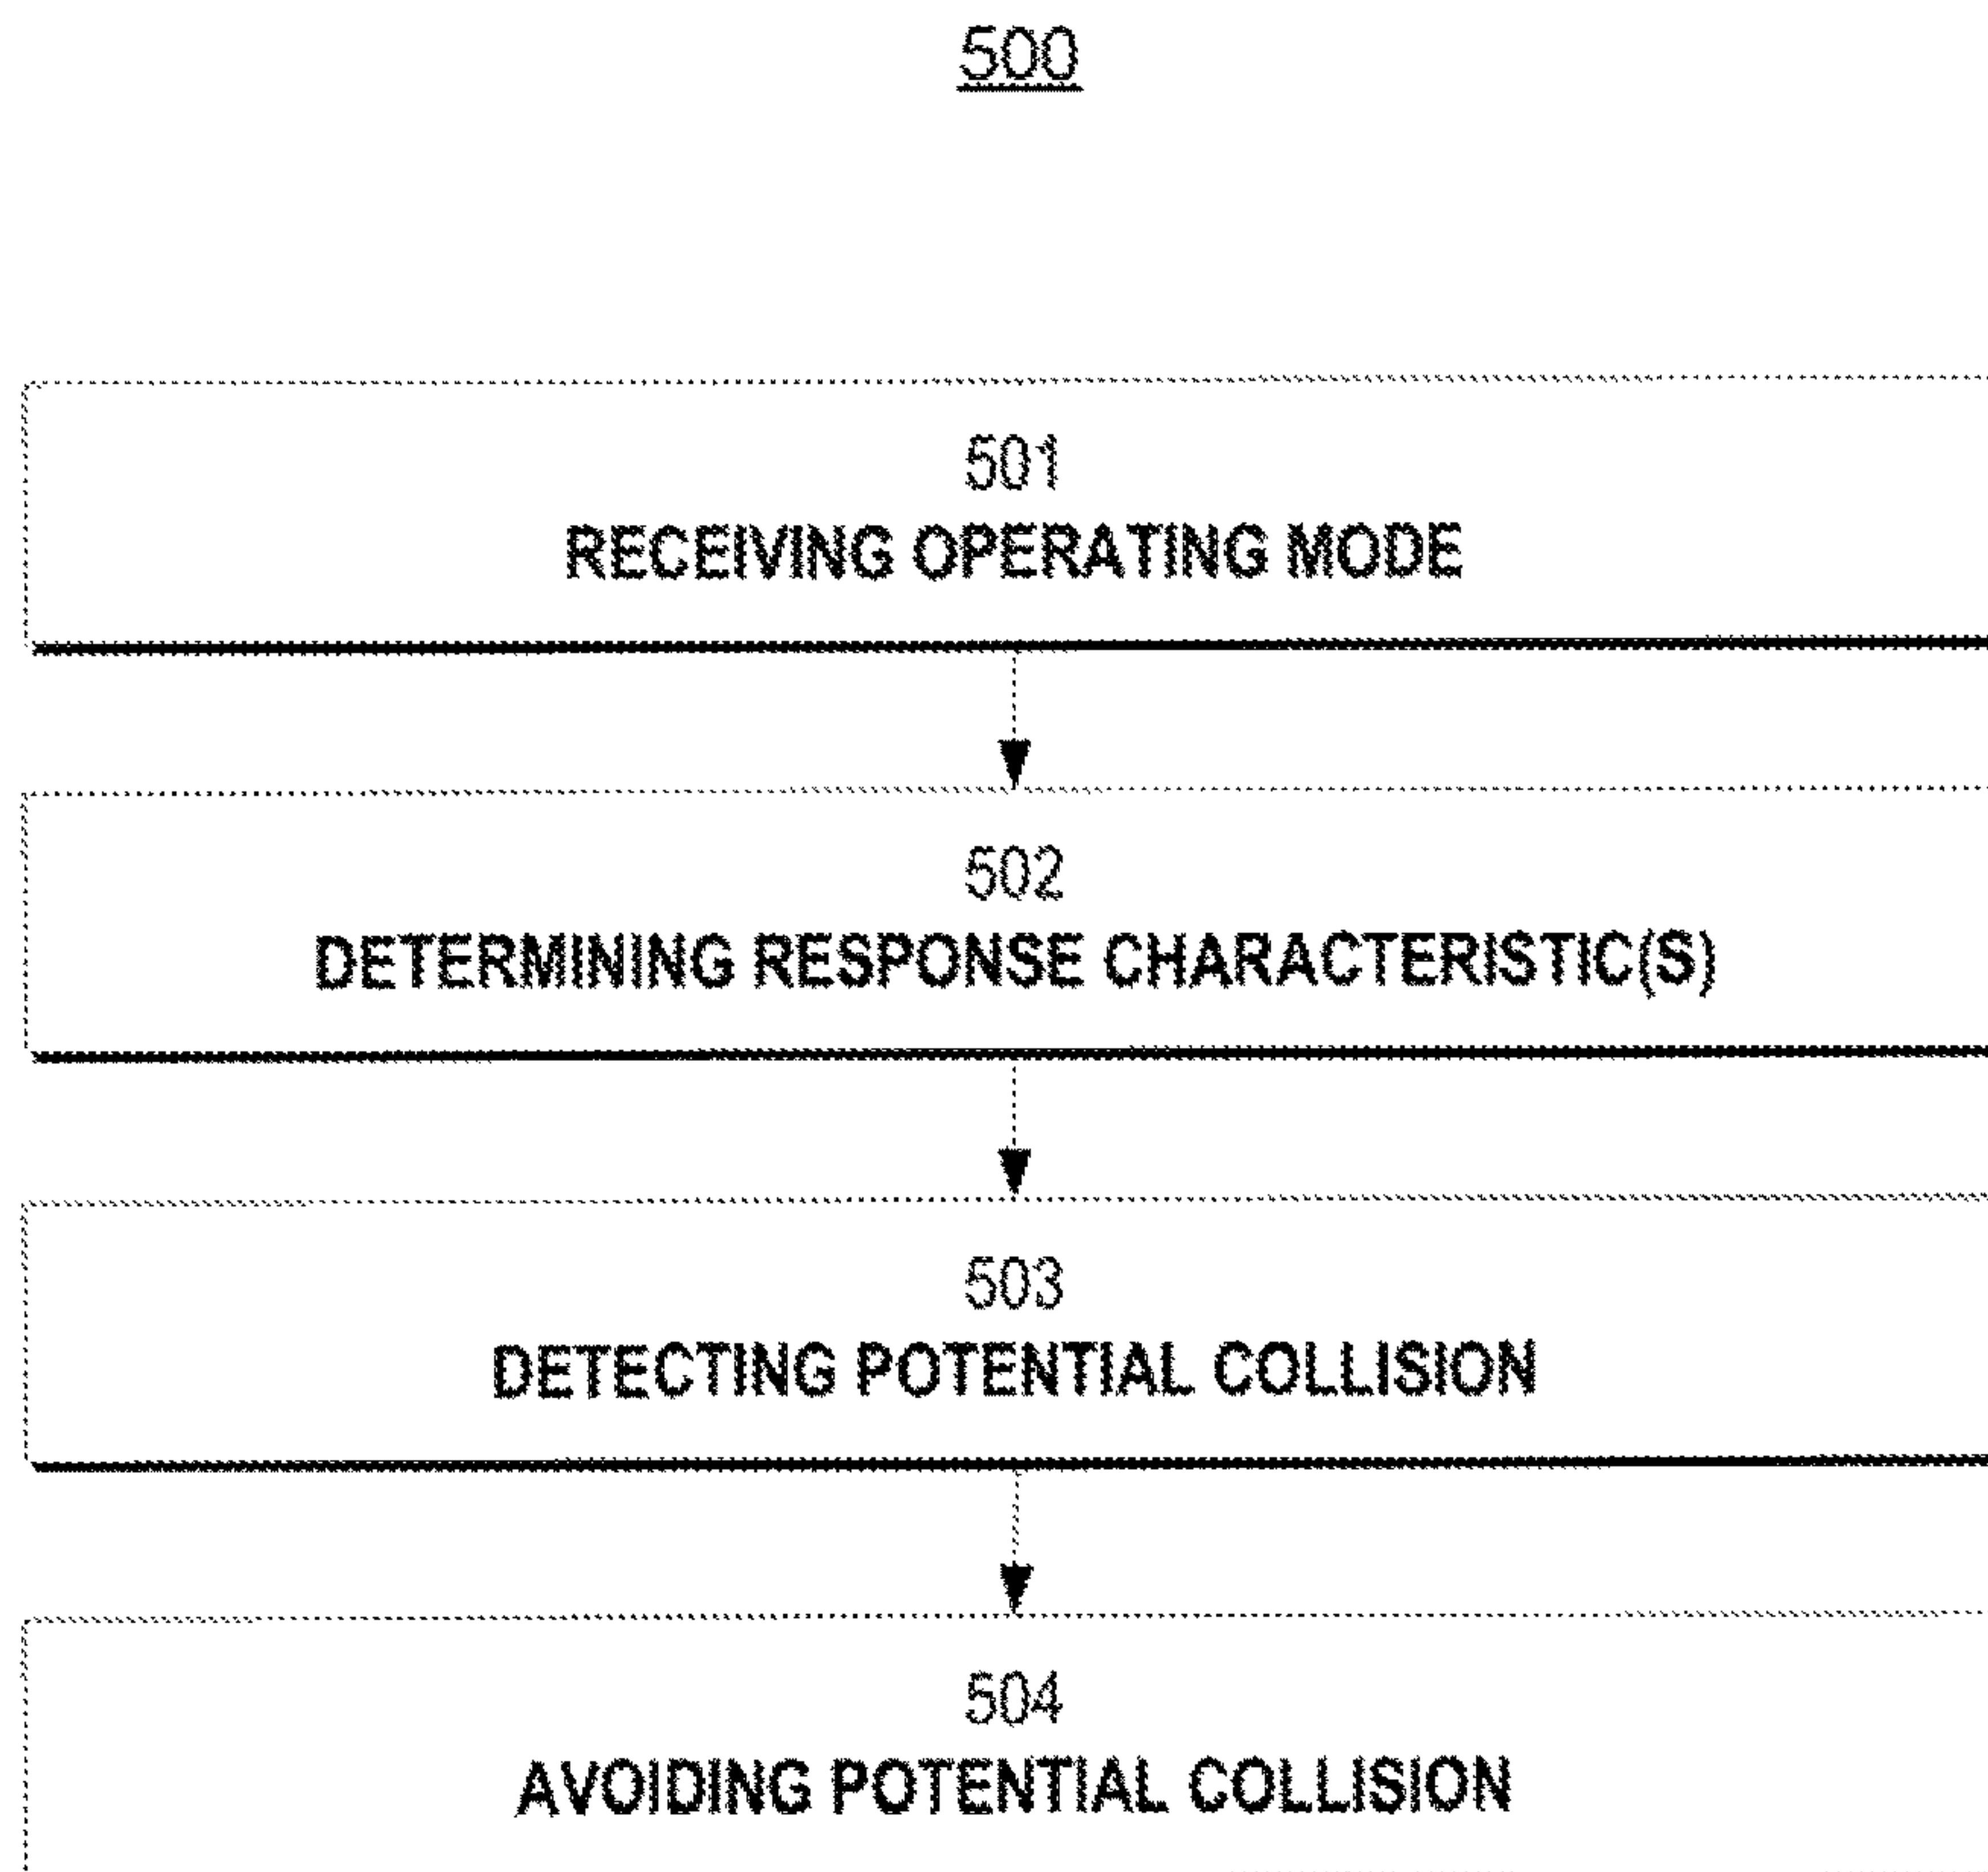 500
501
RECEIVING OPERATING MODE
502
DETERMINING RESPONSE CHARACTERISTIC(S)
503
DETECTING POTENTIAL COLLISION
504
AVOIDING POTENTIAL COLLISION